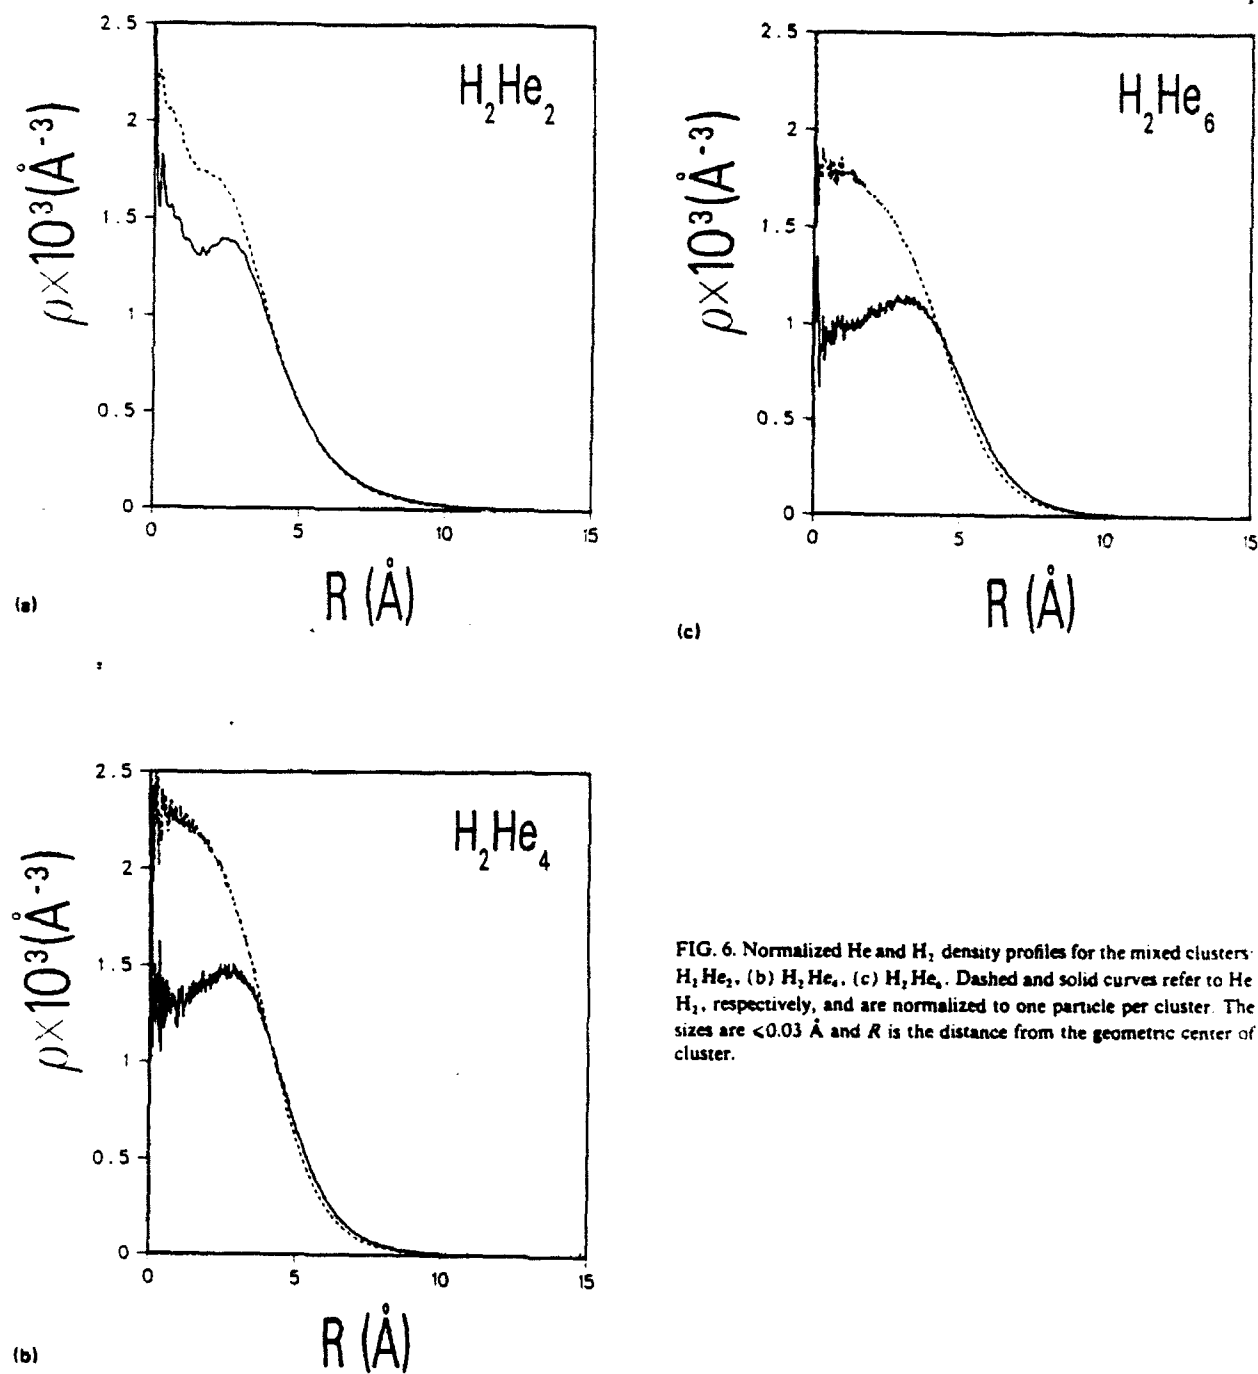 2.5
2
1.5
1
0.5
0
0 5 10 15
ρ×10³(Å⁻³)
H₂He₂
R (Å)
(a)
2.5
2
1.5
1
0.5
0
0 5 10 15
ρ×10³(Å⁻³)
H₂He₆
R (Å)
(c)
2.5
2
1.5
1
0.5
0
0 5 10 15
ρ×10³(Å⁻³)
H₂He₄
R (Å)
(b)
FIG. 6. Normalized He and H₂ density profiles for the mixed clusters
H₂He₂, (b) H₂He₄, (c) H₂He₆. Dashed and solid curves refer to He
H₂, respectively, and are normalized to one particle per cluster. The
sizes are <0.03 Å and R is the distance from the geometric center of
cluster.